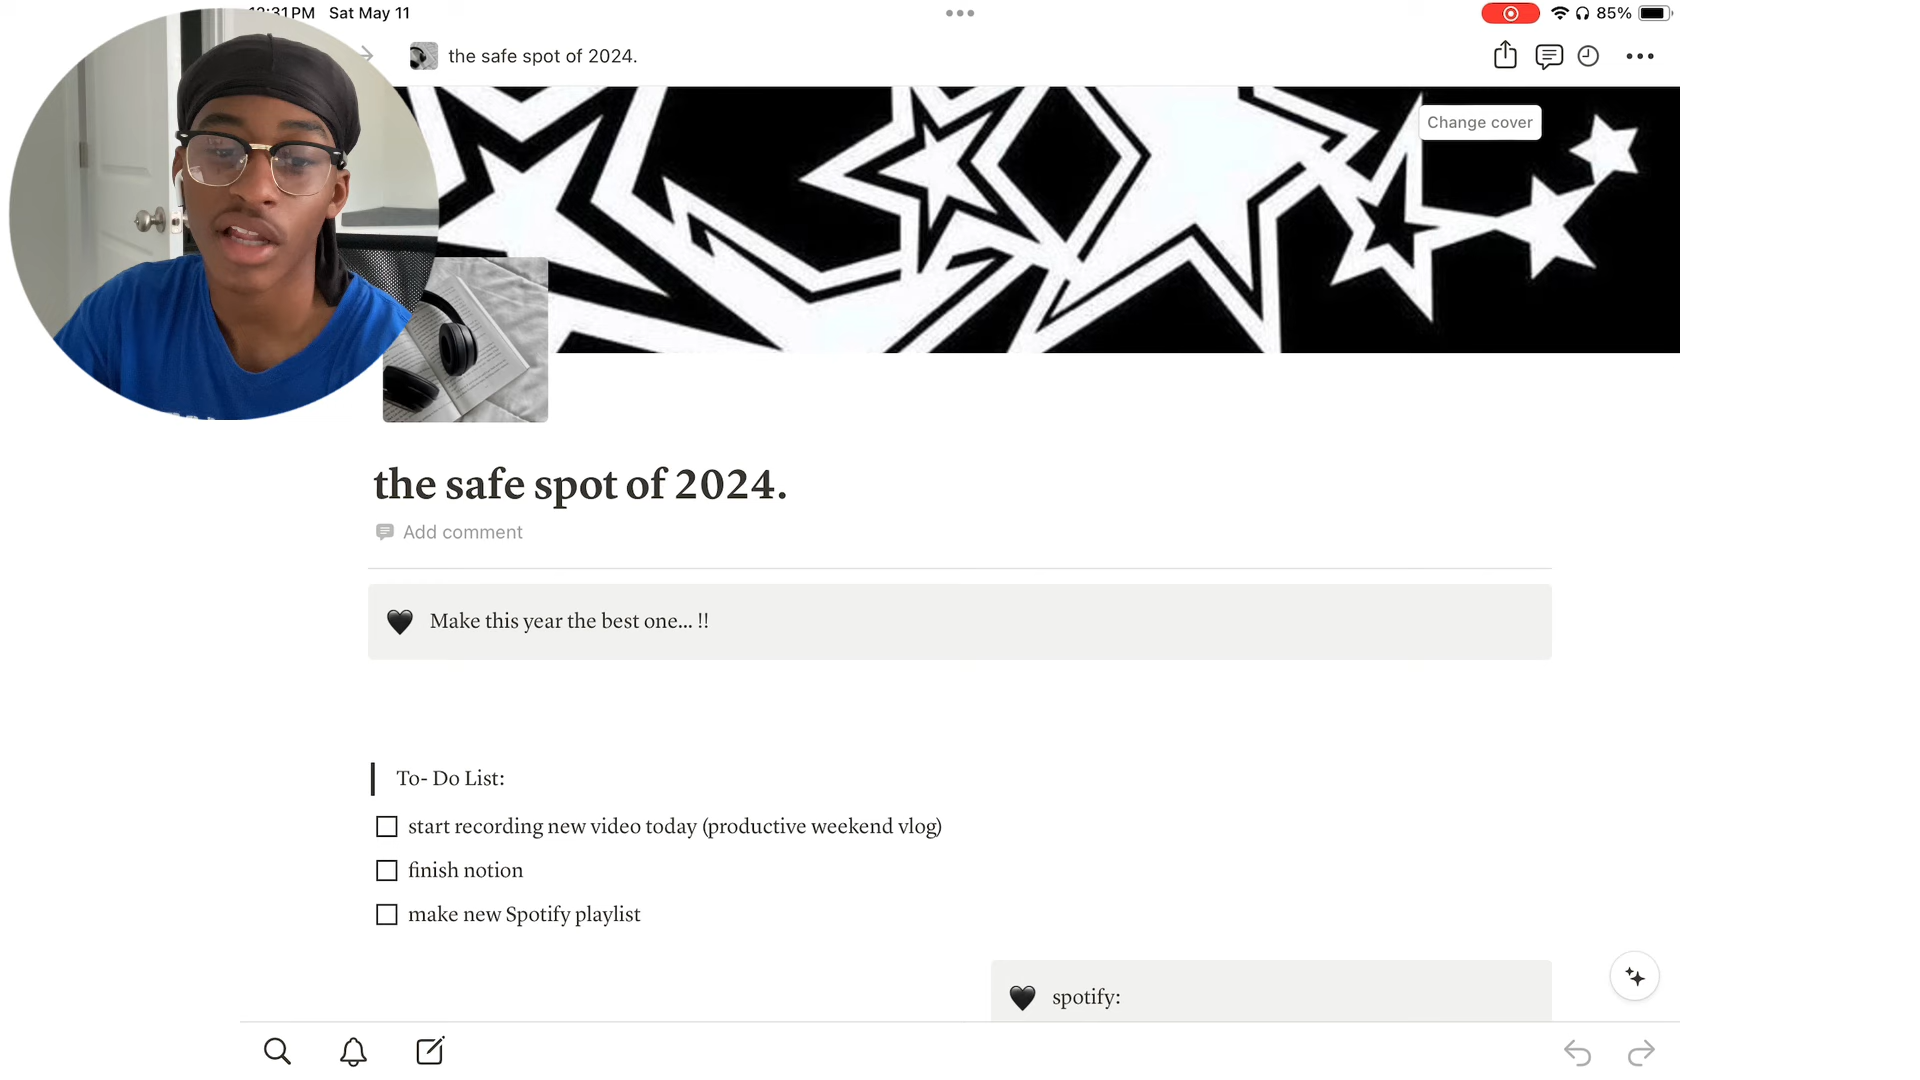 :31 PM Sat May 11
85%
the safe spot of 2024.
Change cover
the safe spot of 2024.
Add comment
Make this year the best one... !!
To- Do List:
start recording new video today (productive weekend vlog)
finish notion
make new Spotify playlist
spotify: